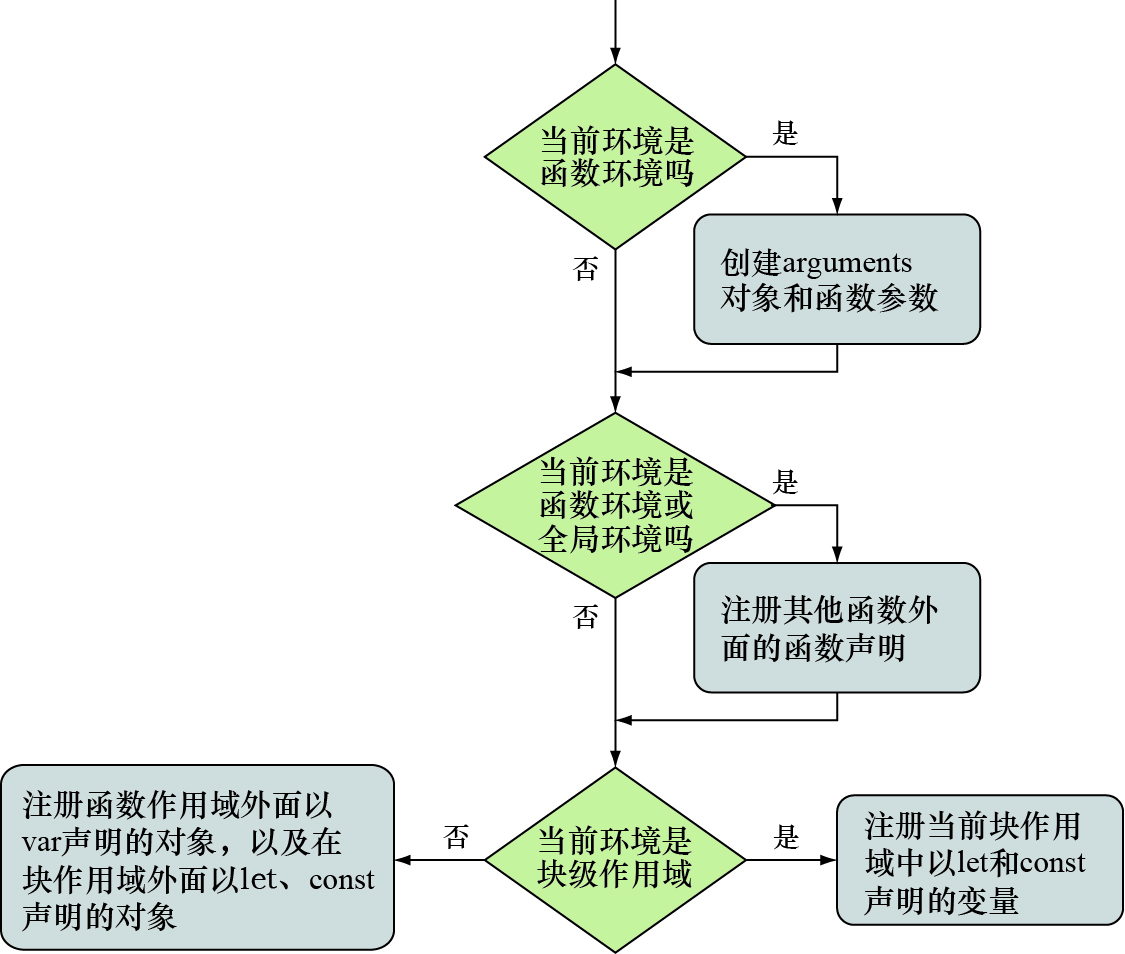 当前环境是
函数环境吗
是
否
创建arguments
对象和函数参数
当前环境是
函数环境或
全局环境吗
是
否
注册其他函数外
面的函数声明
当前环境是
块级作用域
否
是
注册函数作用域外面以
var声明的对象，以及在
块作用域外面以let、const
声明的对象
注册当前块作用
域中以let和const
声明的变量